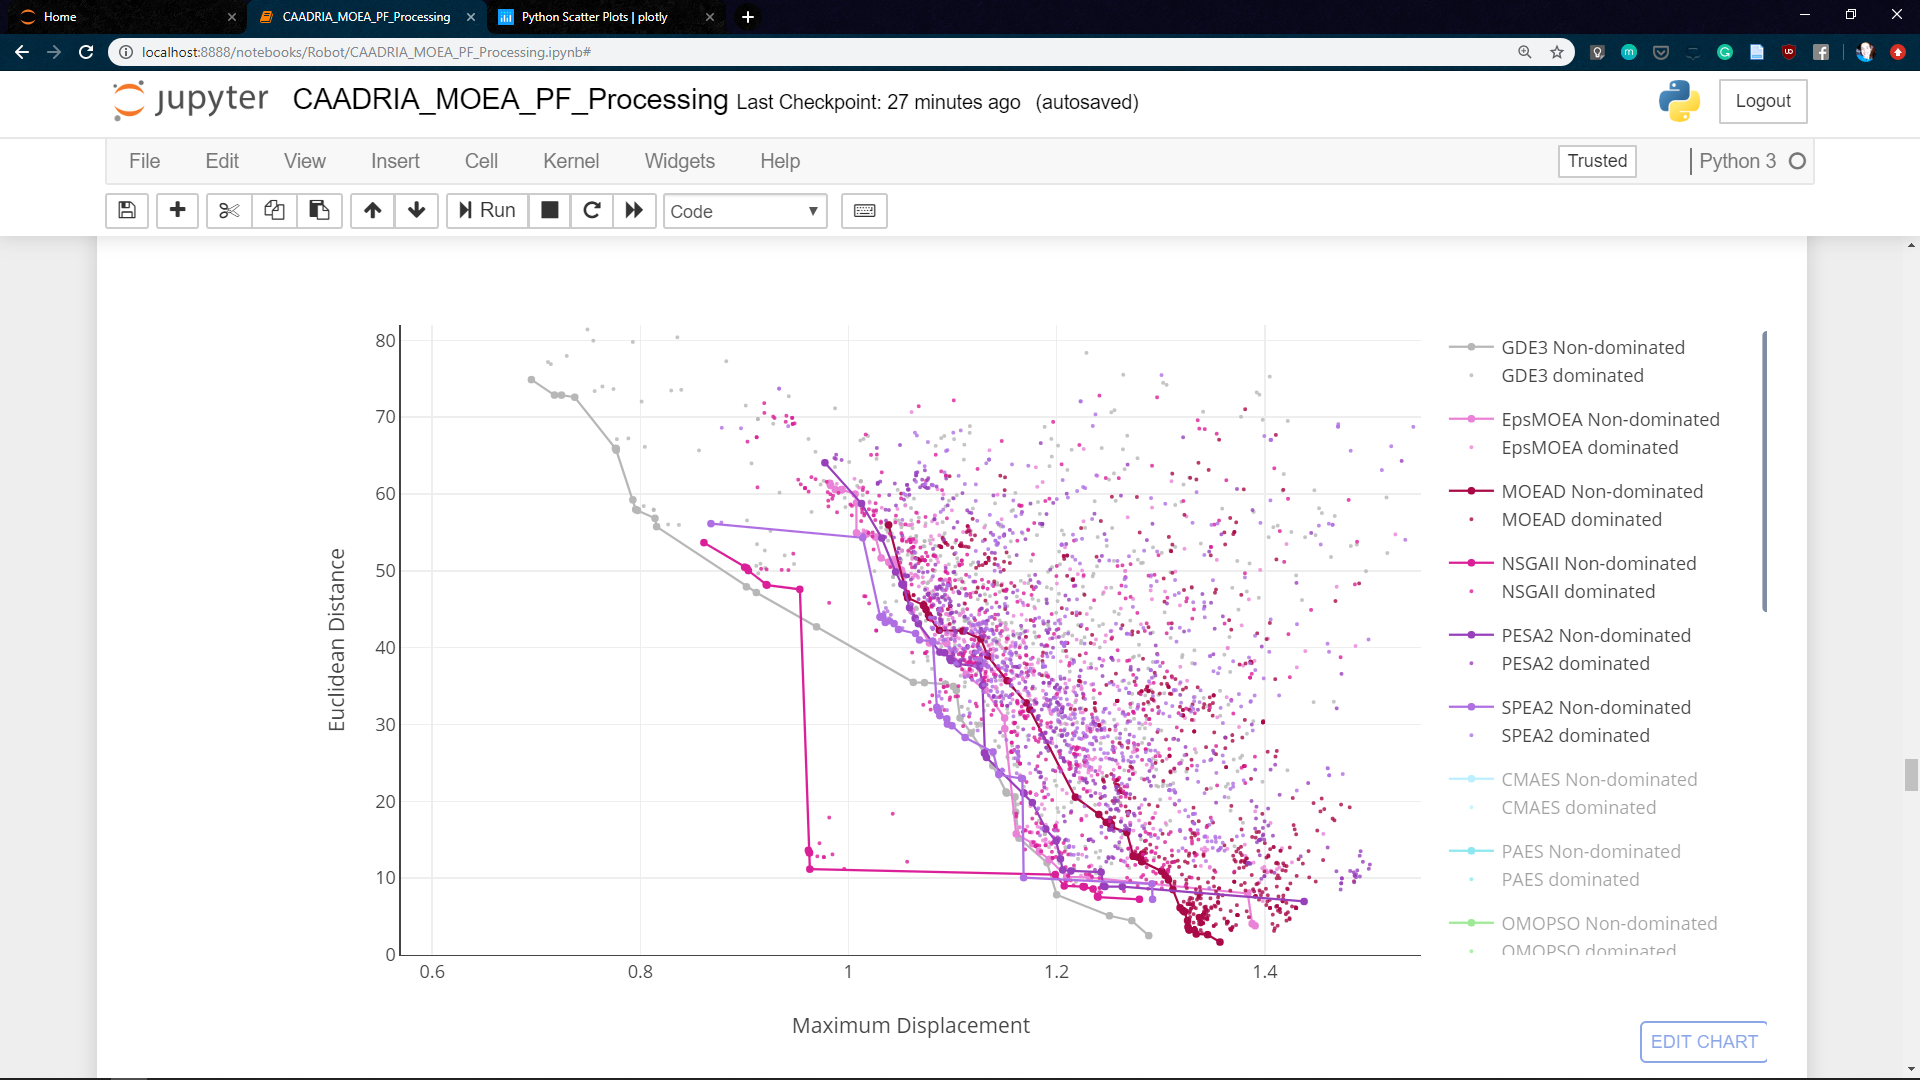 Home
CAADRIA_MOEA_PF_Processing
Python Scatter Plots | plotly
localhost:8888/notebooks/Robot/CAADRIA_MOEA_PF_Processing.ipynb#
jupyter CAADRIA_MOEA_PF_Processing Last Checkpoint: 27 minutes ago (autosaved)
Logout
File Edit View Insert Cell Kernel Widgets Help
Trusted
Python 3
Run
Code
80
70
60
50
40
30
20
10
0
0.6 0.8 1 1.2 1.4
Euclidean Distance
Maximum Displacement
GDE3 Non-dominated
GDE3 dominated
EpsMOEA Non-dominated
EpsMOEA dominated
MOEAD Non-dominated
MOEAD dominated
NSGAII Non-dominated
NSGAII dominated
PESA2 Non-dominated
PESA2 dominated
SPEA2 Non-dominated
SPEA2 dominated
CMAES Non-dominated
CMAES dominated
PAES Non-dominated
PAES dominated
OMOPSO Non-dominated
OMOPSO dominated
EDIT CHART